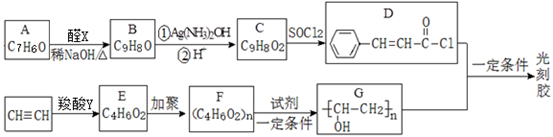 A C7H6O 醛X 稀NaOH△ B C9H8O ①Ag(NH3)2OH ②H⁻ C C9H8O2 SOCl2 D CH=CH-C-Cl O 一定条件 光刻胶
CH≡CH 羧酸Y E C4H6O2 加聚 F (C4H6O2)n 试剂 一定条件 G [CH-CH2]n OH